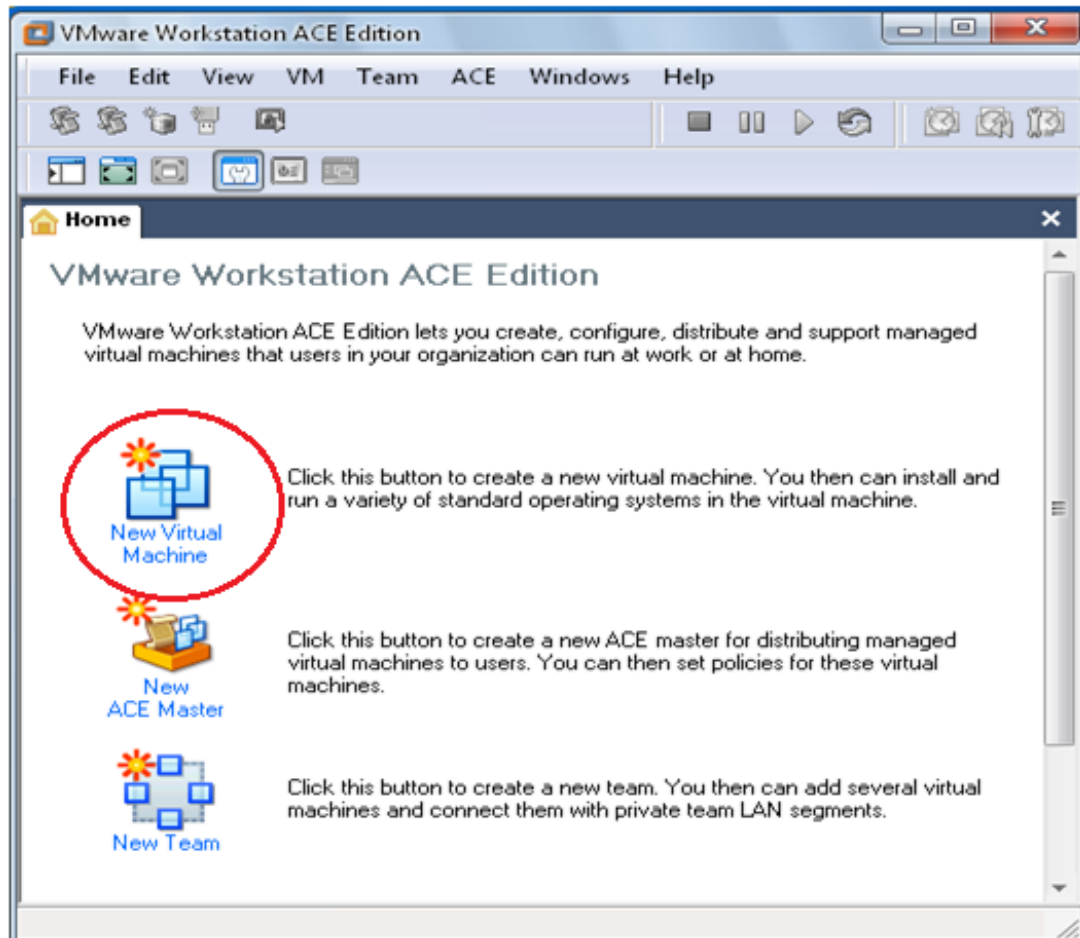 VMware Workstation ACE Edition
File Edit View VM Team ACE Windows Help
Home
VMware Workstation ACE Edition
VMware Workstation ACE Edition lets you create, configure, distribute and support managed
virtual machines that users in your organization can run at work or at home.
New Virtual
Machine
Click this button to create a new virtual machine. You then can install and
run a variety of standard operating systems in the virtual machine.
New
ACE Master
Click this button to create a new ACE master for distributing managed
virtual machines to users. You can then set policies for these virtual
machines.
New Team
Click this button to create a new team. You then can add several virtual
machines and connect them with private team LAN segments.